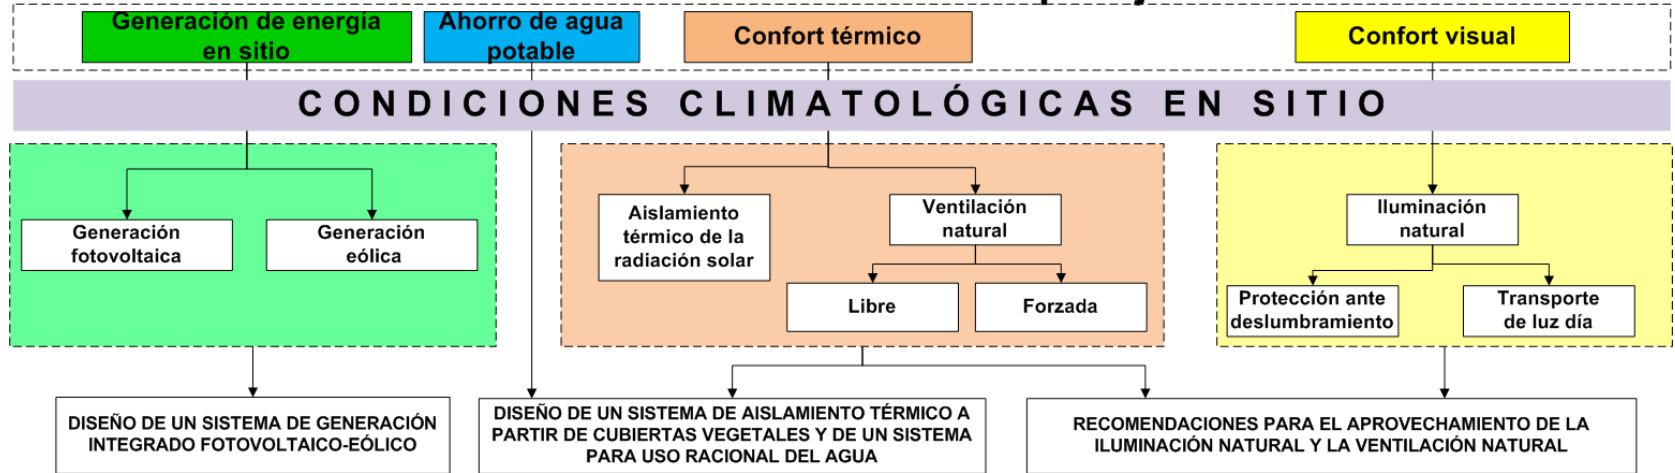 Generación de energía
en sitio
Ahorro de agua
potable
Confort térmico
Confort visual
CONDICIONES CLIMATOLÓGICAS EN SITIO
Generación
fotovoltaica
Generación
eólica
Aislamiento
térmico de la
radiación solar
Ventilación
natural
Libre
Forzada
Iluminación
natural
Protección ante
deslumbramiento
Transporte
de luz día
DISEÑO DE UN SISTEMA DE GENERACIÓN
INTEGRADO FOTOVOLTAICO-EÓLICO
DISEÑO DE UN SISTEMA DE AISLAMIENTO TÉRMICO A
PARTIR DE CUBIERTAS VEGETALES Y DE UN SISTEMA
PARA USO RACIONAL DEL AGUA
RECOMENDACIONES PARA EL APROVECHAMIENTO DE LA
ILUMINACIÓN NATURAL Y LA VENTILACIÓN NATURAL